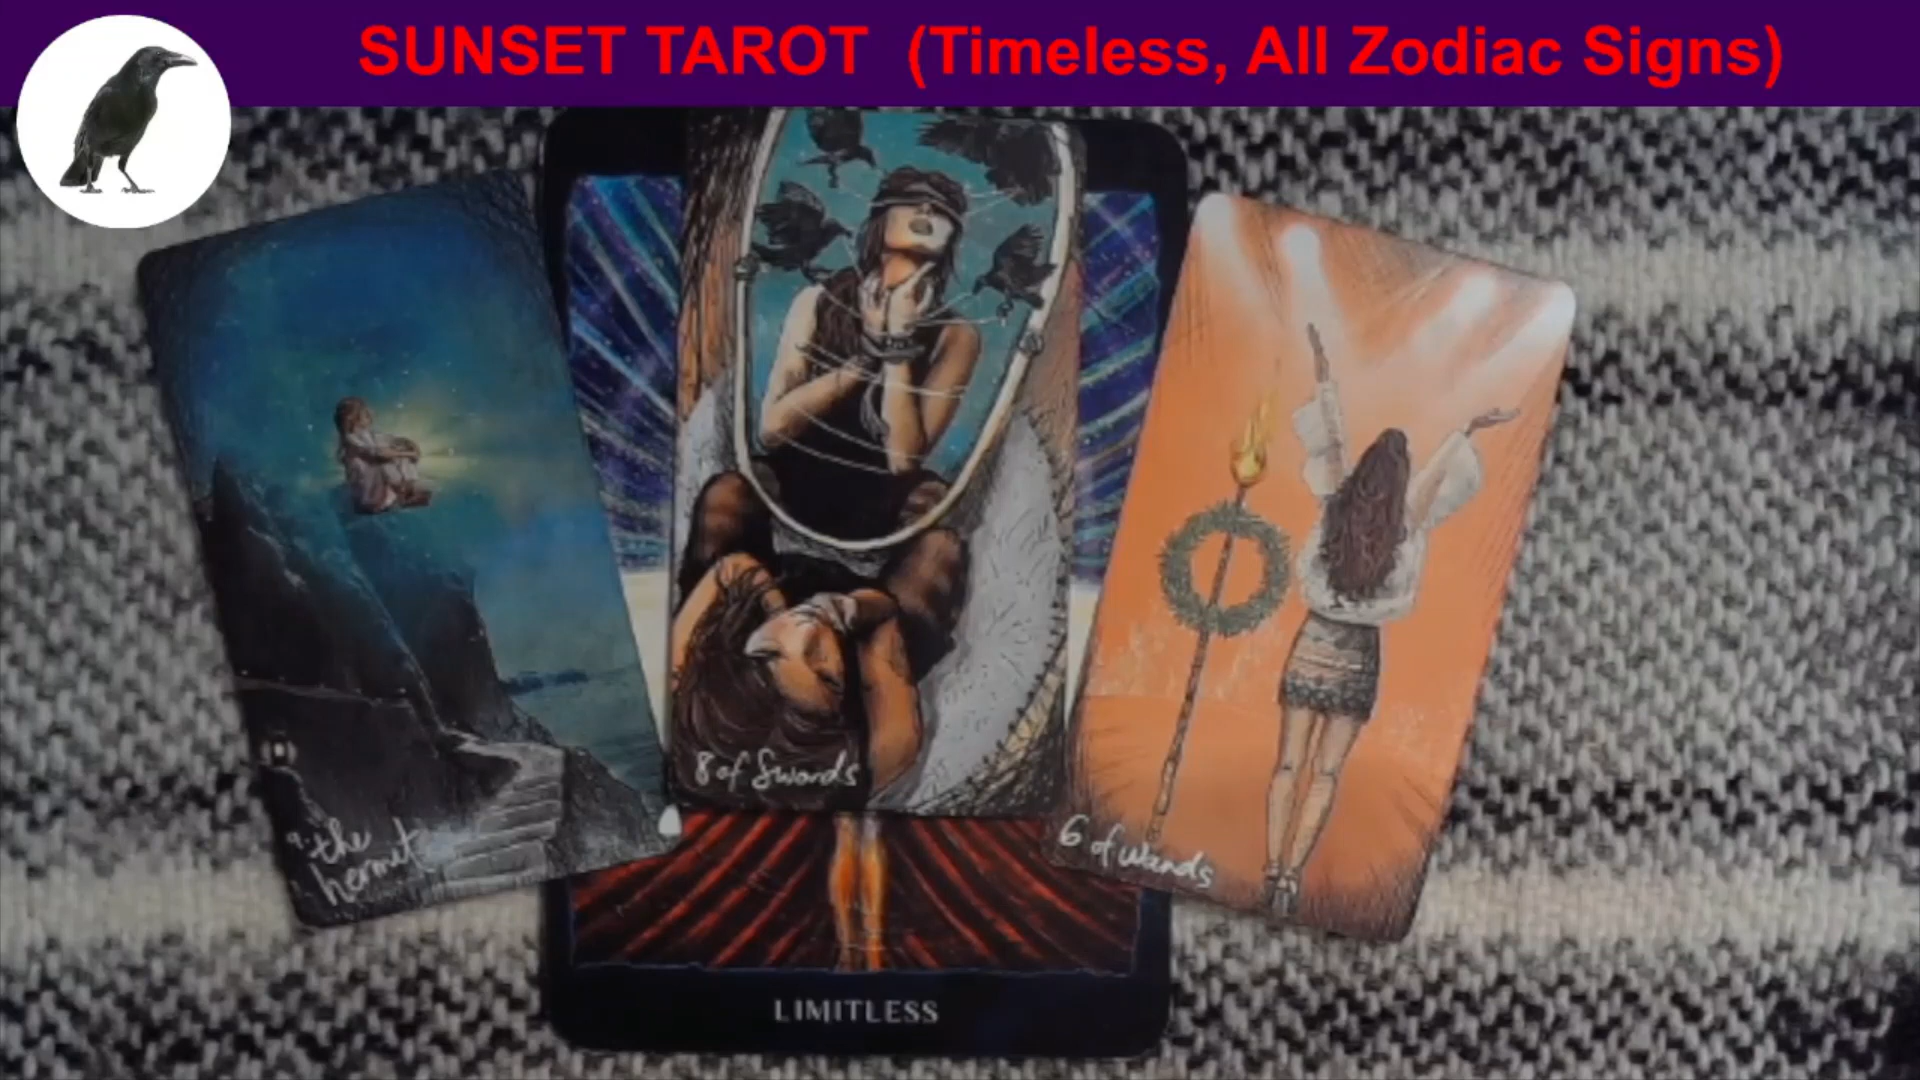 SUNSET TAROT (Timeless, All Zodiac Signs)
8 of Swords
9. the
hermit
6 of wands
LIMITLESS